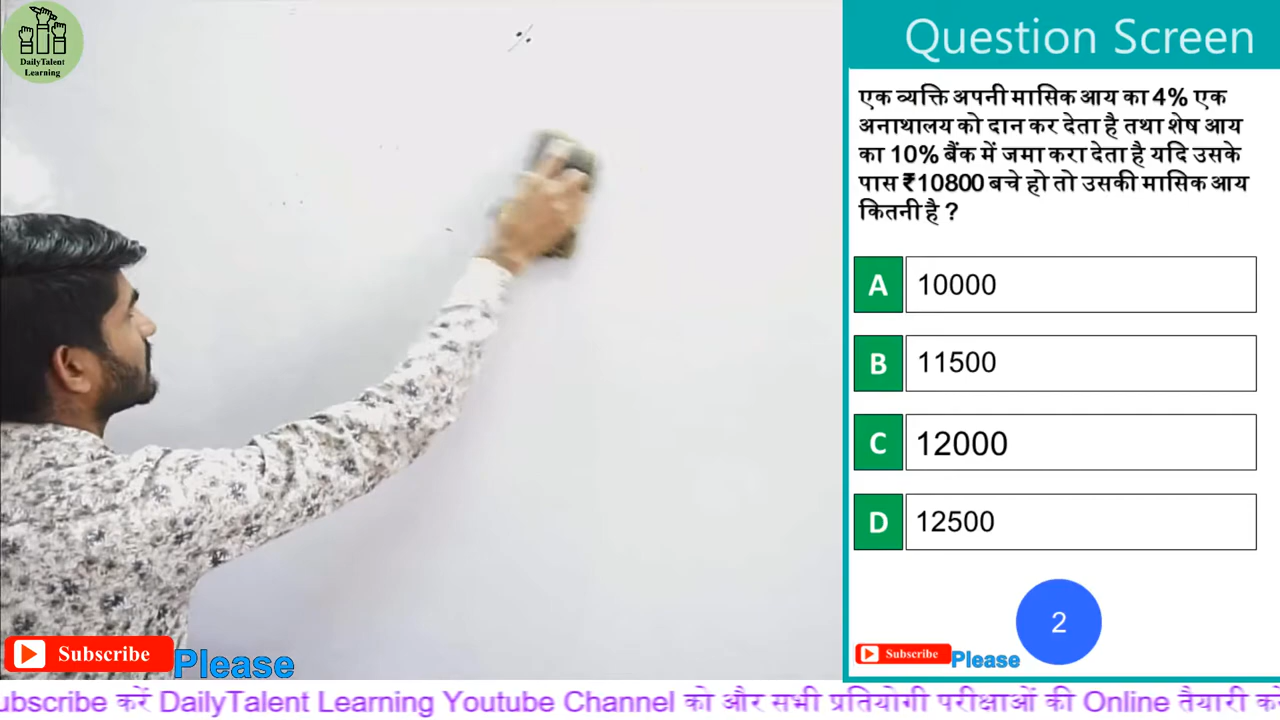 DailyTalent
Learning
Question Screen
एक व्यक्ति अपनी मासिक आय का 4% एक
अनाथालय को दान कर देता है तथा शेष आय
का 10% बैंक में जमा करा देता है यदि उसके
पास ₹10800 बचे हो तो उसकी मासिक आय
कितनी है ?
A 10000
B 11500
C 12000
D 12500
2
Subscribe Please
Subscribe Please
ubscribe करें DailyTalent Learning Youtube Channel को और सभी प्रतियोगी परीक्षाओं की Online तैयारी क